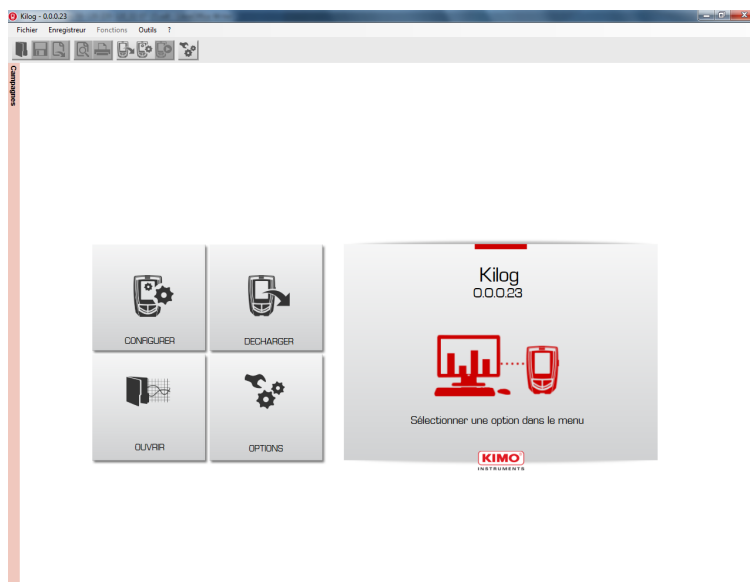 Kilog - 0.0.0.23
Fichier Enregistreur Fonctions Outils ?
Campagnes
CONFIGURER
DECHARGER
OUVRIR
OPTIONS
Kilog
0.0.0.23
Sélectionner une option dans le menu
KIMO
INSTRUMENTS